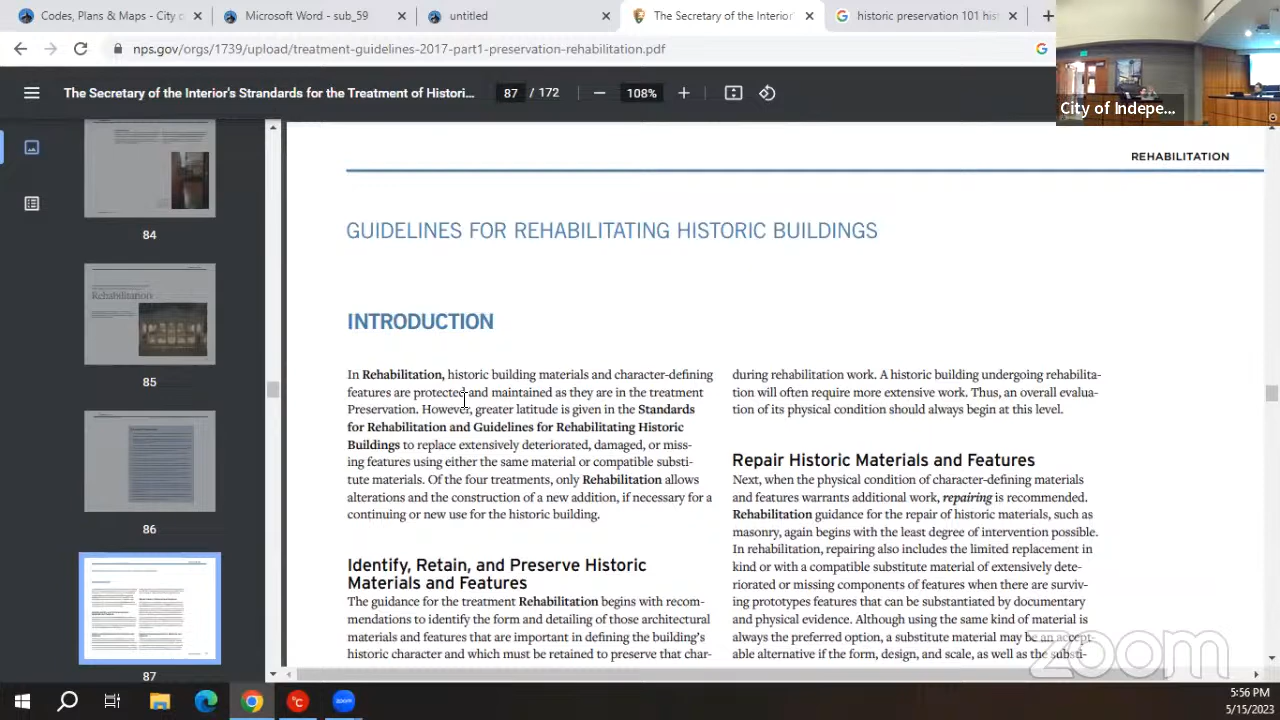 Codes, Plans & Maps - City c
Microsoft Word - sub_59
untitled
The Secretary of the Interior'
historic preservation 101 his
nps.gov/orgs/1739/upload/treatment-guidelines-2017-part1-preservation-rehabilitation.pdf
The Secretary of the Interior's Standards for the Treatment of Histori...
87 / 172
108%
City of Indepe...
84
Rehabilitation
85
86
87
REHABILITATION
GUIDELINES FOR REHABILITATING HISTORIC BUILDINGS
INTRODUCTION
In Rehabilitation, historic building materials and character-defining
features are protected and maintained as they are in the treatment
Preservation. However, greater latitude is given in the Standards
for Rehabilitation and Guidelines for Rehabilitating Historic
Buildings to replace extensively deteriorated, damaged, or miss-
ing features using either the same material or compatible substi-
tute materials. Of the four treatments, only Rehabilitation allows
alterations and the construction of a new addition, if necessary for a
continuing or new use for the historic building.
Identify, Retain, and Preserve Historic
Materials and Features
The guidance for the treatment Rehabilitation begins with recom-
mendations to identify the form and detailing of those architectural
materials and features that are important in defining the building's
historic character and which must be retained to preserve that char-
during rehabilitation work. A historic building undergoing rehabilita-
tion will often require more extensive work. Thus, an overall evalua-
tion of its physical condition should always begin at this level.
Repair Historic Materials and Features
Next, when the physical condition of character-defining materials
and features warrants additional work, repairing is recommended.
Rehabilitation guidance for the repair of historic materials, such as
masonry, again begins with the least degree of intervention possible.
In rehabilitation, repairing also includes the limited replacement in
kind or with a compatible substitute material of extensively dete-
riorated or missing components of features when there are surviv-
ing prototypes features that can be substantiated by documentary
and physical evidence. Although using the same kind of material is
always the preferred option, a substitute material may be an accept-
able alternative if the form, design, and scale, as well as the substi-
zoom
zoom
5:56 PM
5/15/2023